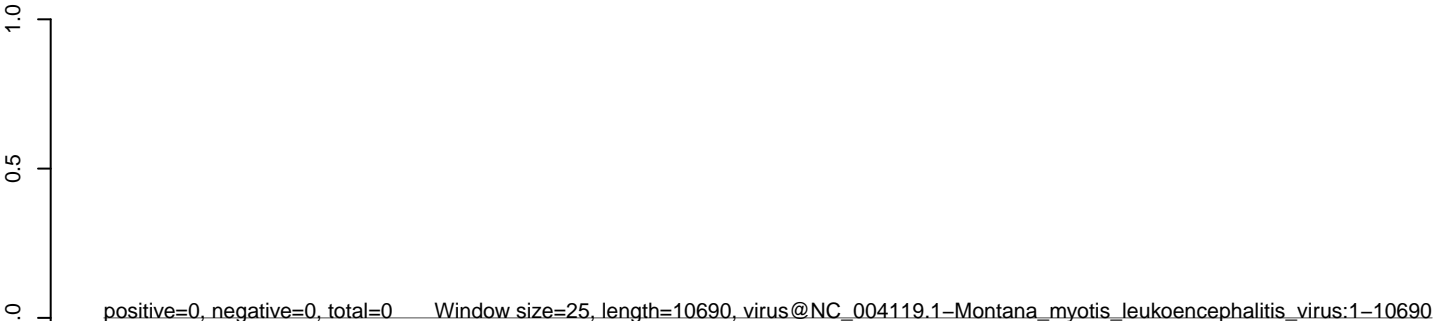 1.0
0.5
.0
positive=0, negative=0, total=0 Window size=25, length=10690, virus@NC_004119.1−Montana_myotis_leukoencephalitis_virus:1−10690